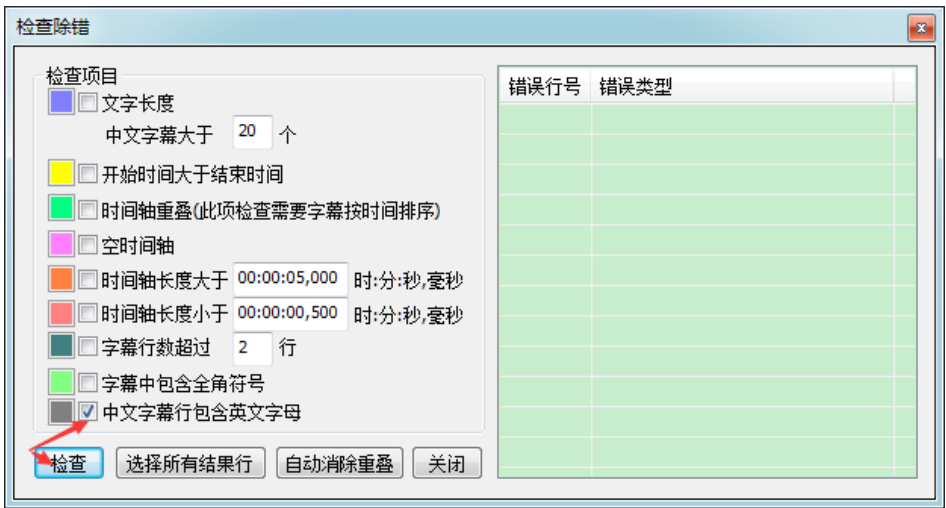 检查除错
检查项目
文字长度
中文字幕大于 20 个
开始时间大于结束时间
时间轴重叠(此项检查需要字幕按时间排序)
空时间轴
时间轴长度大于 00:00:05,000 时:分:秒,毫秒
时间轴长度小于 00:00:00,500 时:分:秒,毫秒
字幕行数超过 2 行
字幕中包含全角符号
中文字幕行包含英文字母
检查 选择所有结果行 自动消除重叠 关闭
错误行号 错误类型